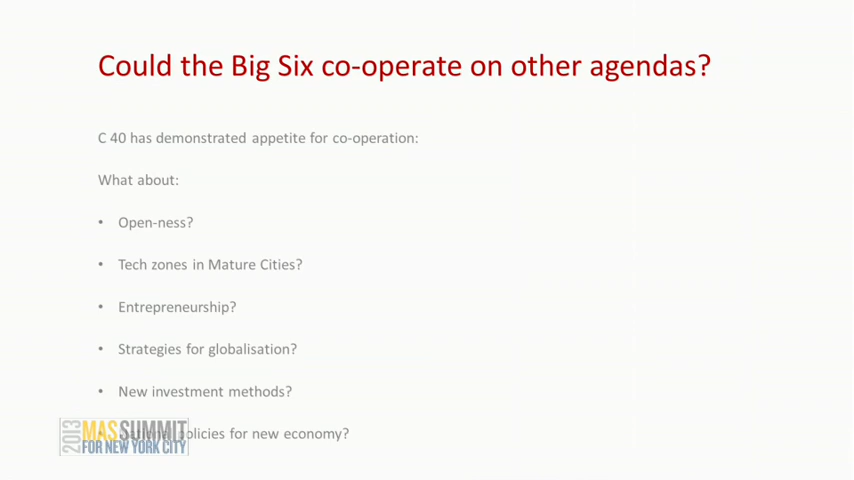 Could the Big Six co-operate on other agendas?
C 40 has demonstrated appetite for co-operation:
What about:
• Open-ness?
• Tech zones in Mature Cities?
• Entrepreneurship?
• Strategies for globalisation?
• New investment methods?
• National policies for new economy?
2013 MAS SUMMIT
FOR NEW YORK CITY